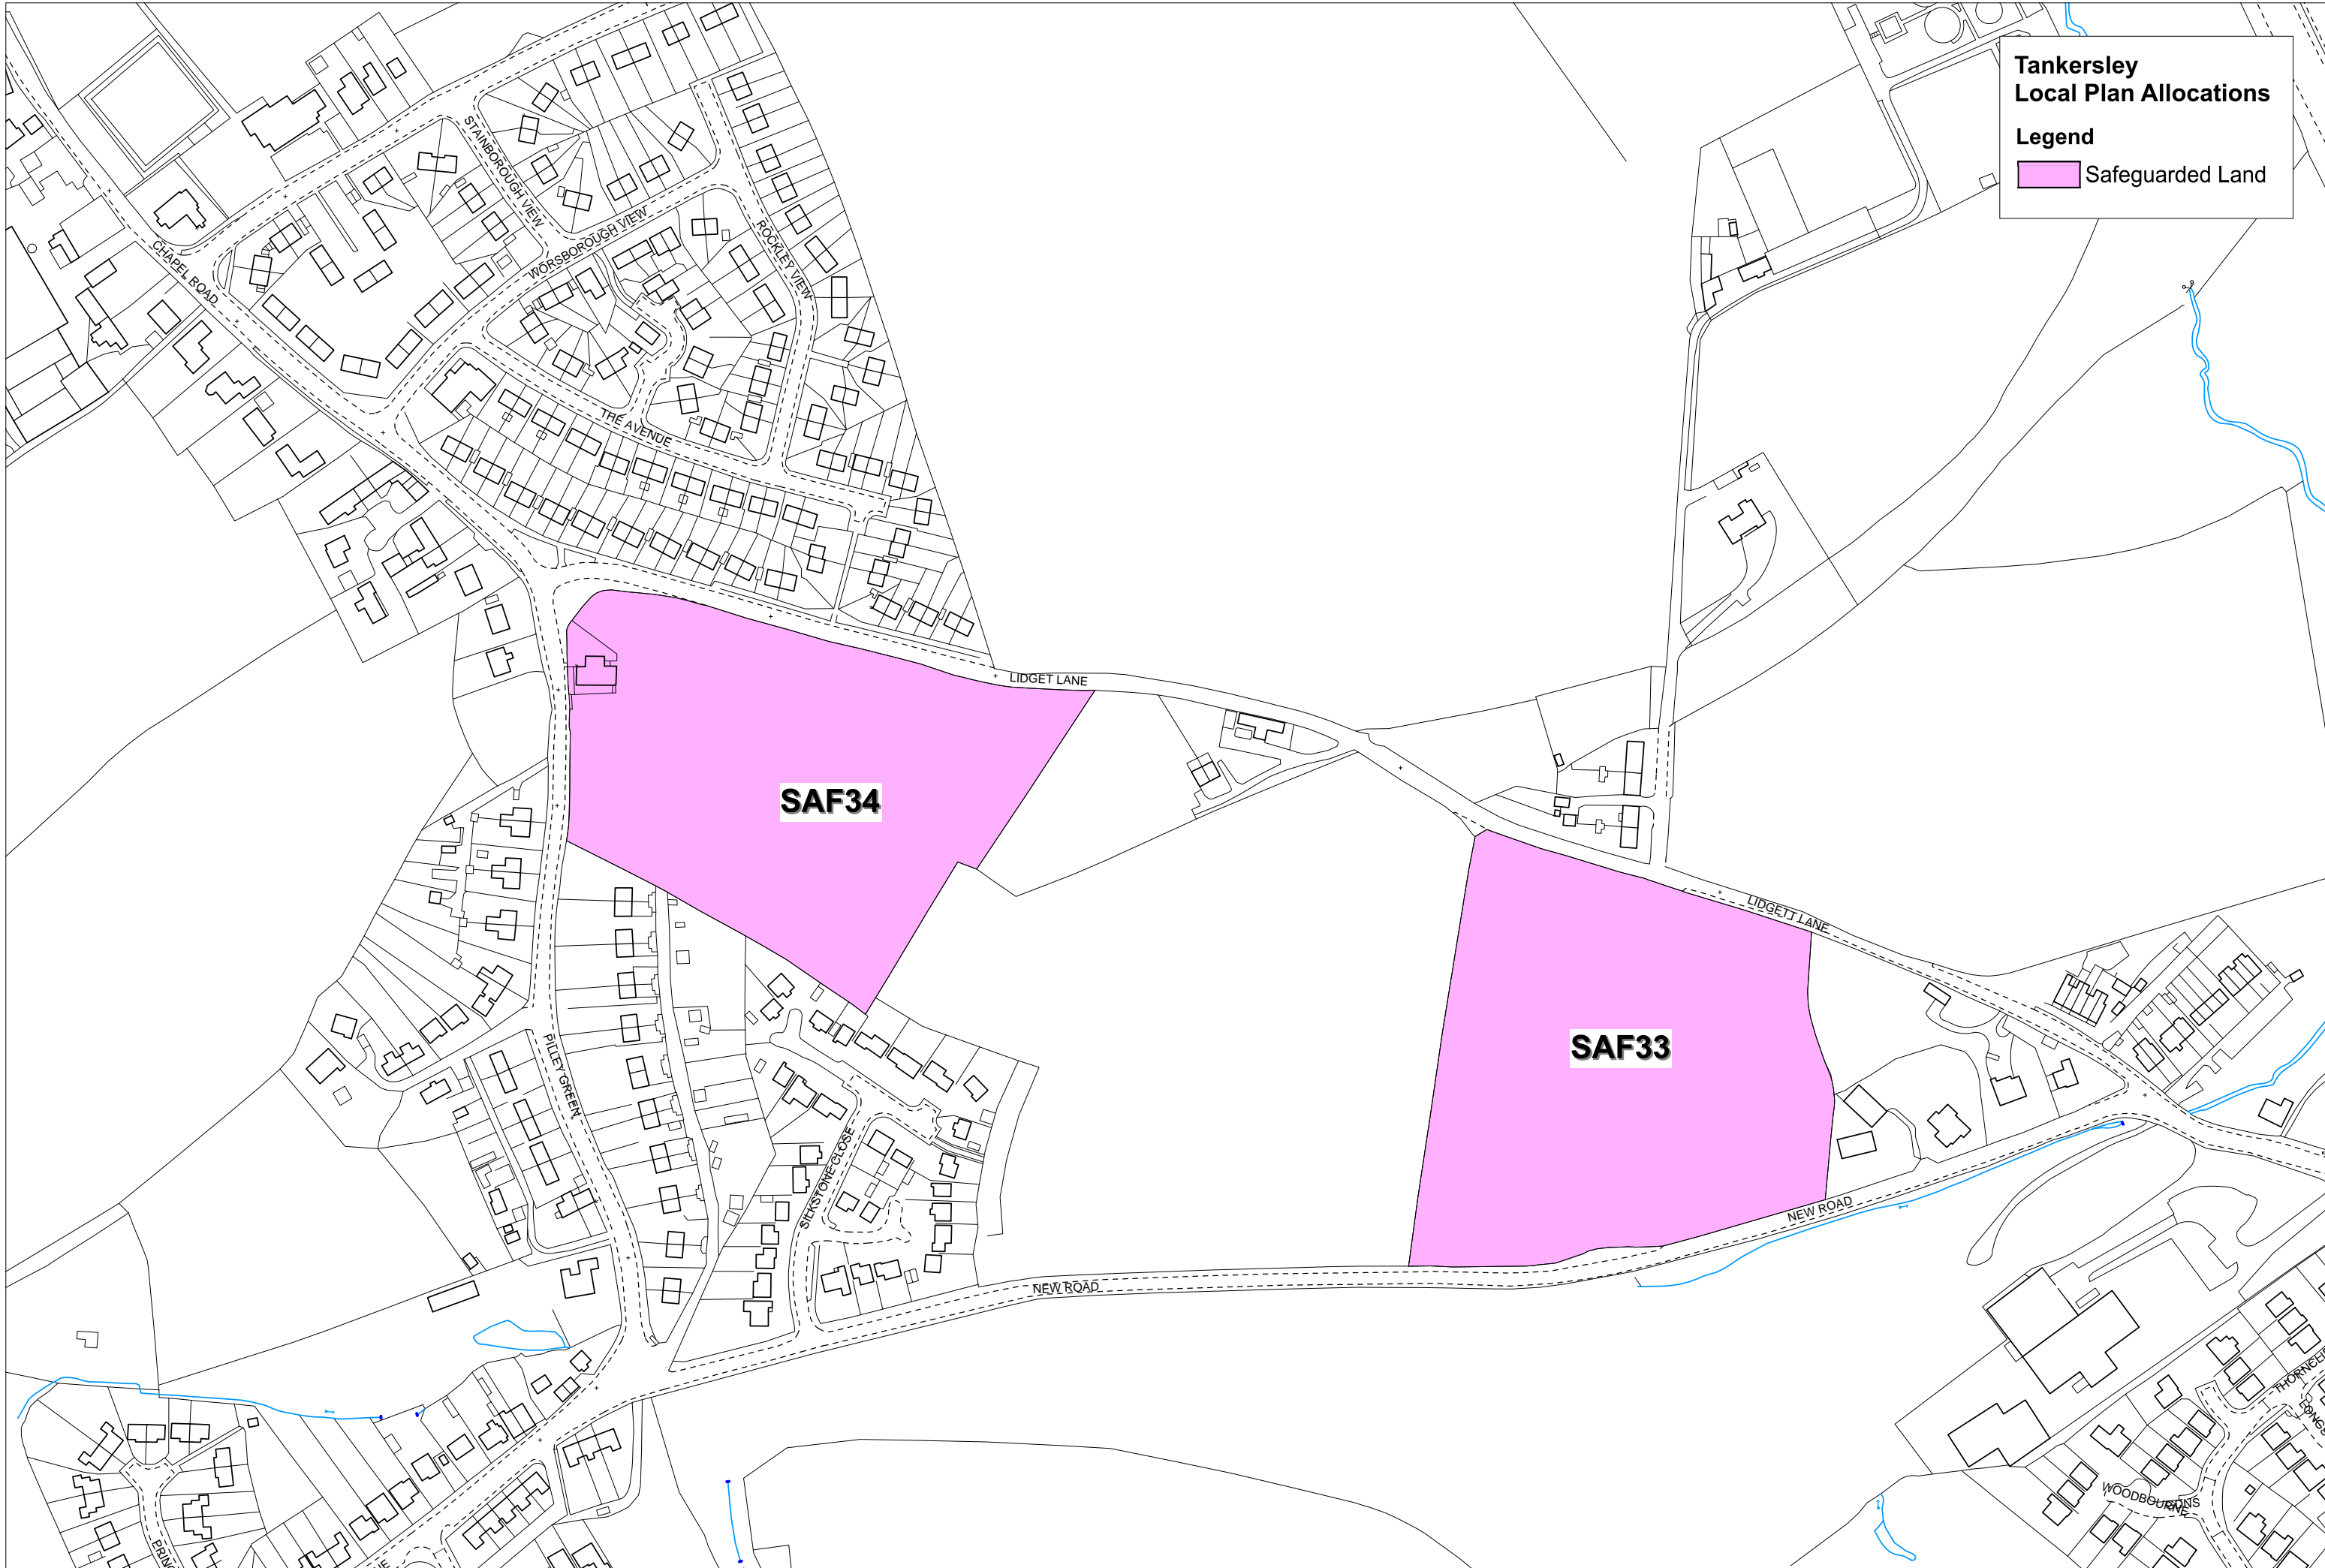 Tankersley
Local Plan Allocations
Legend
Safeguarded Land
STAINBOROUGH VIEW
WORSBOROUGH VIEW
ROCKLEY VIEW
CHAPEL ROAD
THE AVENUE
LIDGET LANE
SAF34
LIDGETT LANE
SAF33
PILLEY GREEN
SILKSTONE CLOSE
NEW ROAD
NEW ROAD